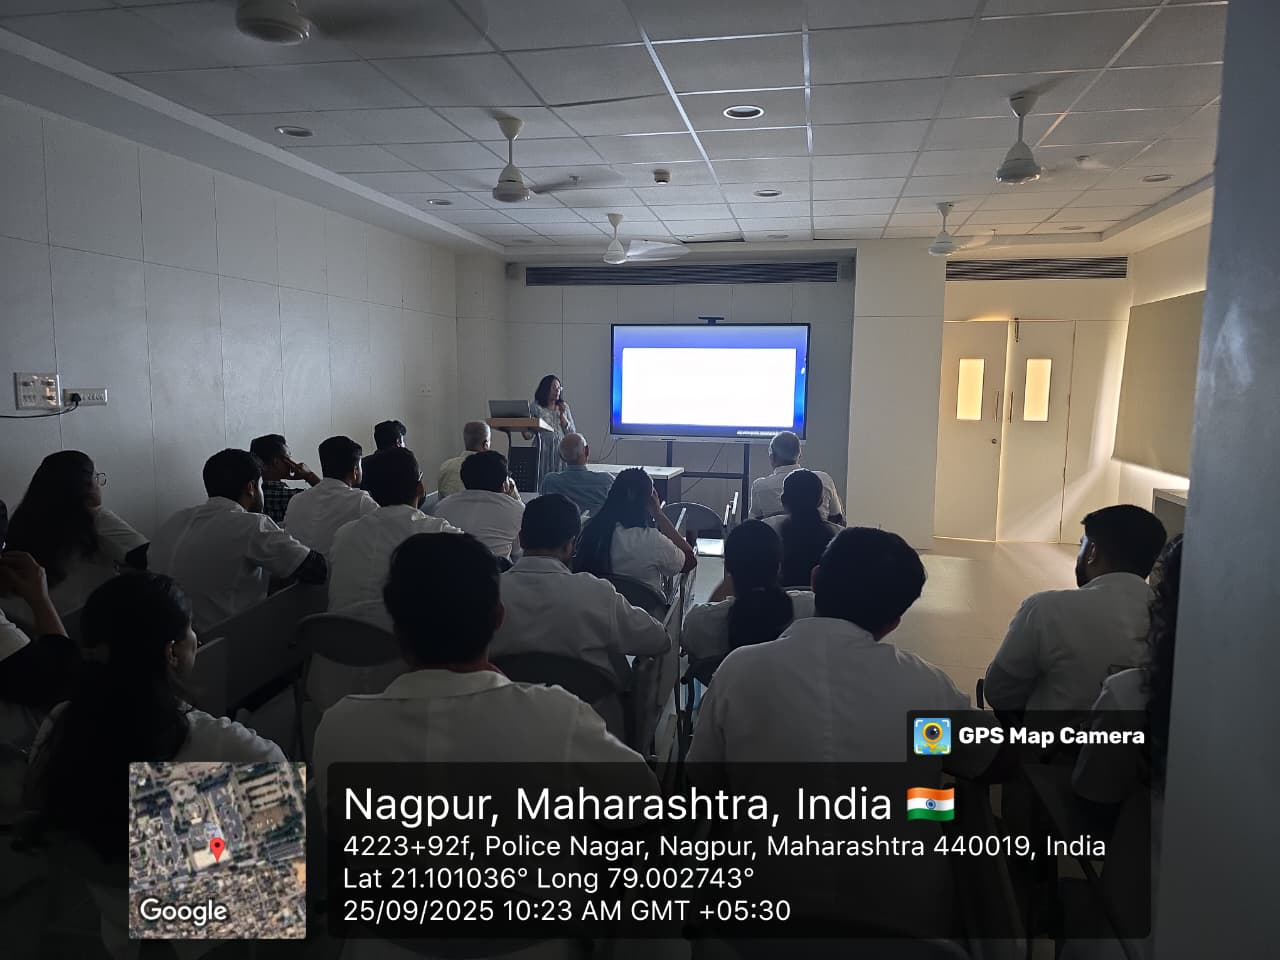 GPS Map Camera
Nagpur, Maharashtra, India
4223+92f, Police Nagar, Nagpur, Maharashtra 440019, India
Lat 21.101036° Long 79.002743°
25/09/2025 10:23 AM GMT +05:30
Google